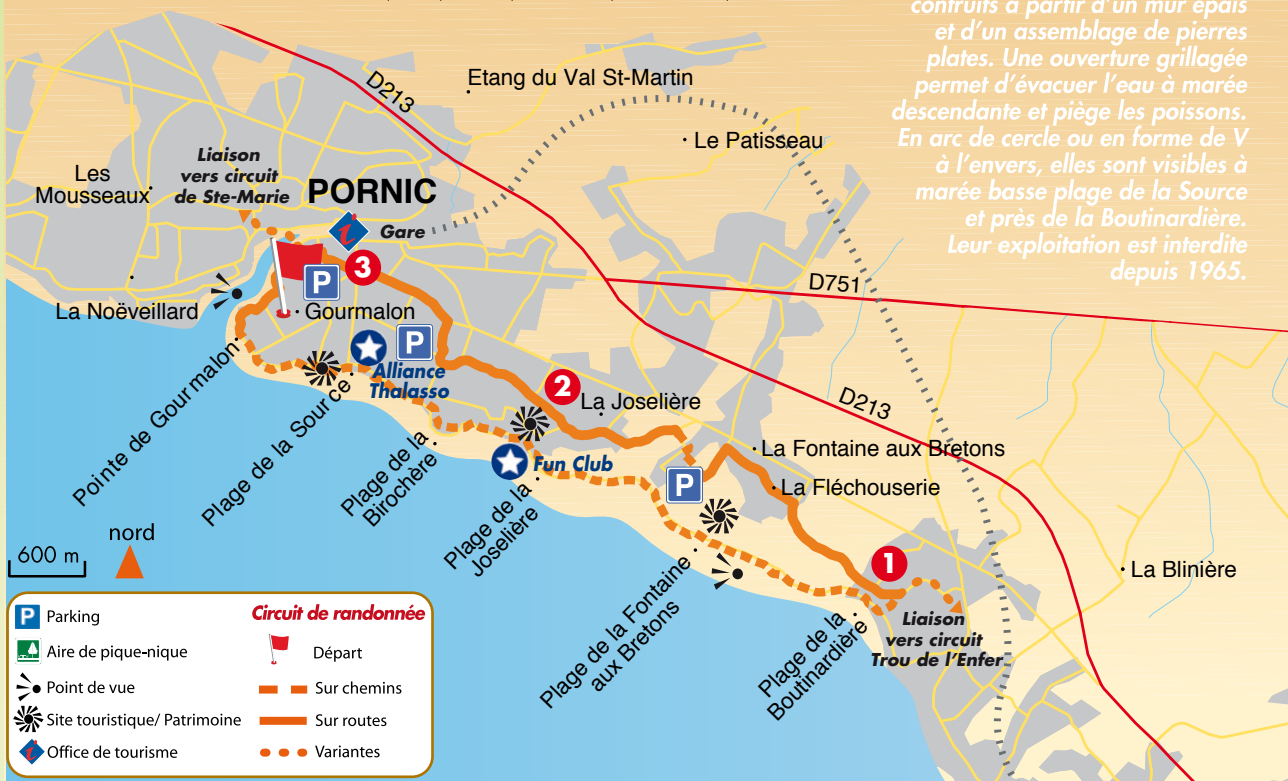 contruits à partir d'un mur épais
et d'un assemblage de pierres
plates. Une ouverture grillagée
permet d'évacuer l'eau à marée
descendante et piège les poissons.
En arc de cercle ou en forme de V
à l'envers, elles sont visibles à
marée basse plage de la Source
et près de la Boutinardière.
Leur exploitation est interdite
depuis 1965.
D213
Etang du Val St-Martin
Le Patisseau
Liaison
vers circuit
de Ste-Marie
Les
Mousseaux
PORNIC
i
Gare
3
P
La Noëveillard
Gourmalon
D751
P
Alliance
Thalasso
2
La Joselière
D213
La Fontaine aux Bretons
Fun Club
P
La Fléchouserie
Pointe de Gourmalon
Plage de la Source
Plage de la
Birochère
Plage de la
Joselière
Plage de la Fontaine
aux Bretons
Plage de la
Boutinardière
1
La Blinière
Liaison
vers circuit
Trou de l'Enfer
nord
600 m
P Parking
Aire de pique-nique
Point de vue
Site touristique/ Patrimoine
i Office de tourisme
Circuit de randonnée
Départ
Sur chemins
Sur routes
Variantes